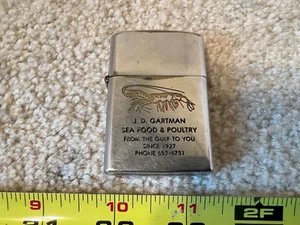 J. D. GARTMAN
SEA FOOD & POULTRY
FROM THE GULF TO YOU
SINCE 1927
PHONE
9 10 11 2F